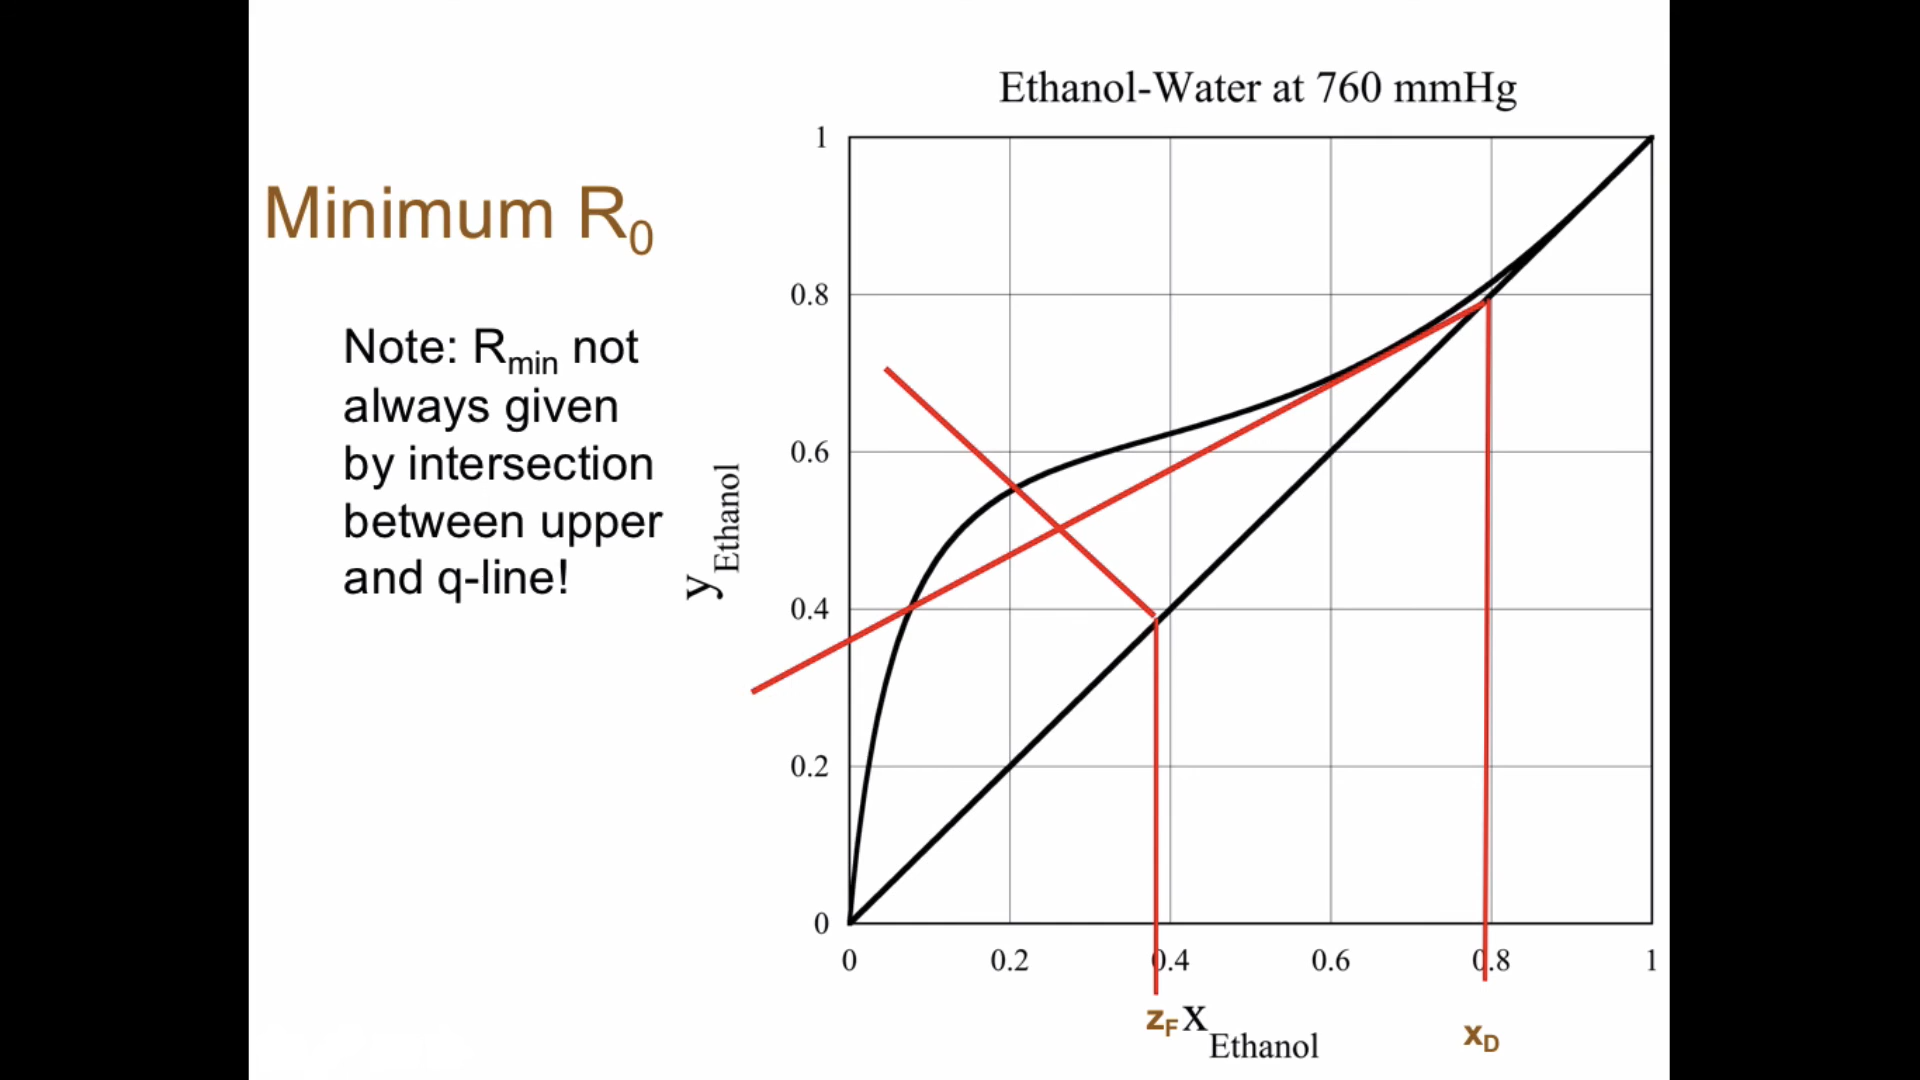 Ethanol-Water at 760 mmHg
Minimum R₀
Note: Rmin not
always given
by intersection
between upper
and q-line!
yEthanol
1
0.8
0.6
0.4
0.2
0
0 0.2 0.4 0.6 0.8 1
zF xEthanol xD